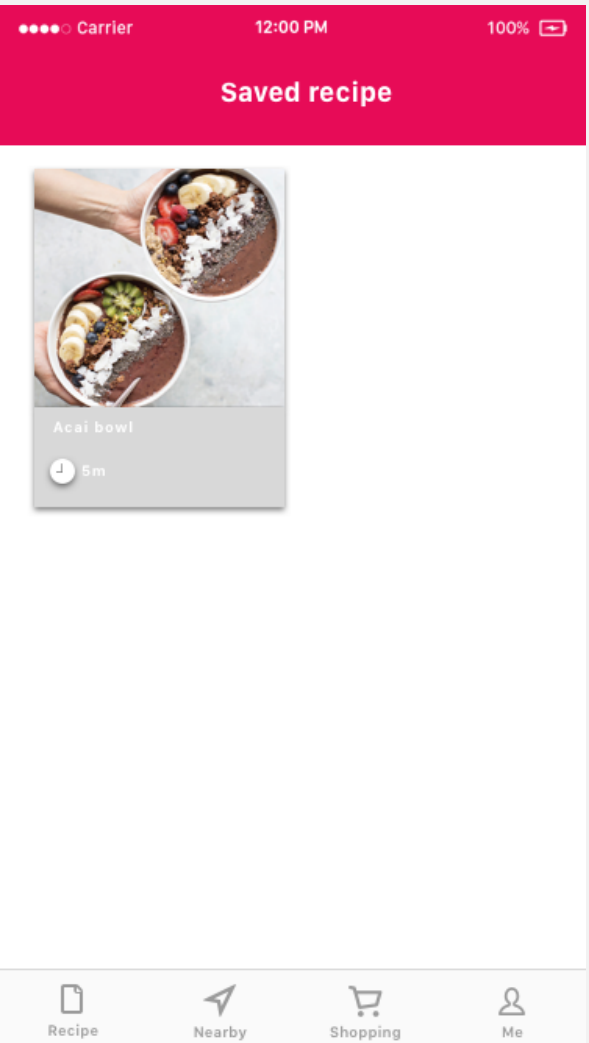 Carrier 12:00 PM 100%
Saved recipe
Acai bowl
5m
Recipe Nearby Shopping Me